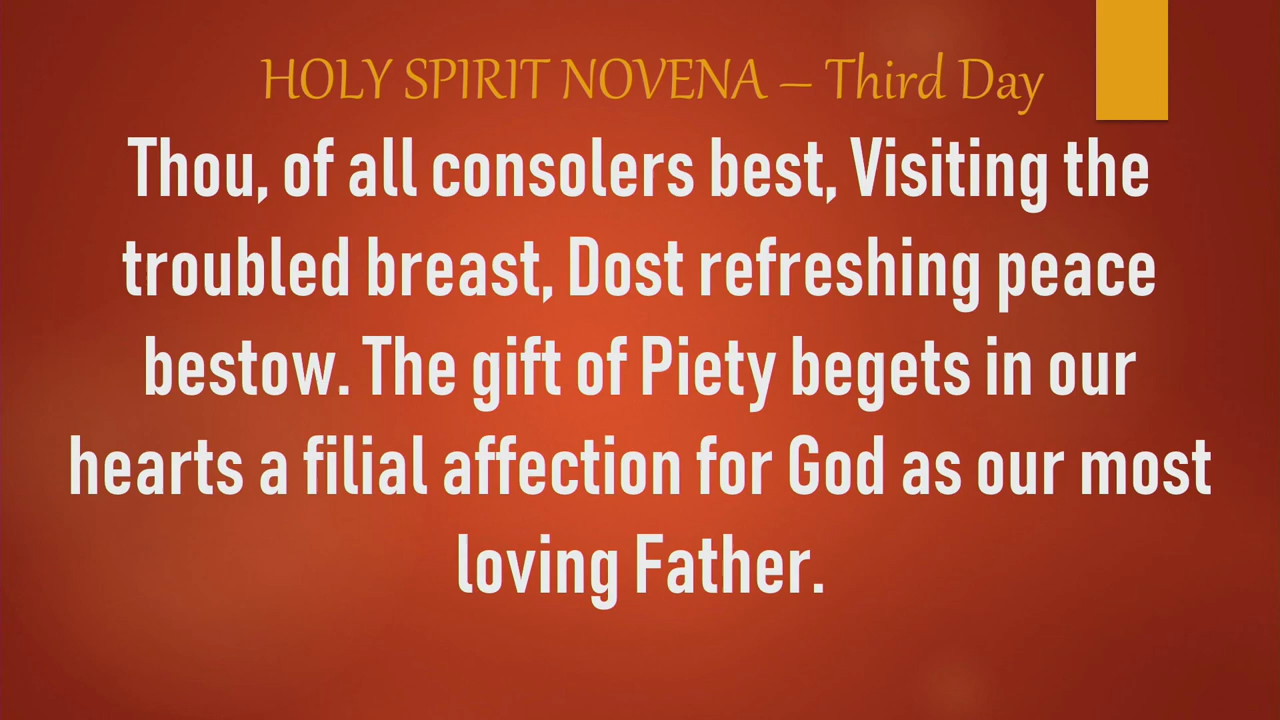 HOLY SPIRIT NOVENA – Third Day
Thou, of all consolers best, Visiting the
troubled breast, Dost refreshing peace
bestow. The gift of Piety begets in our
hearts a filial affection for God as our most
loving Father.